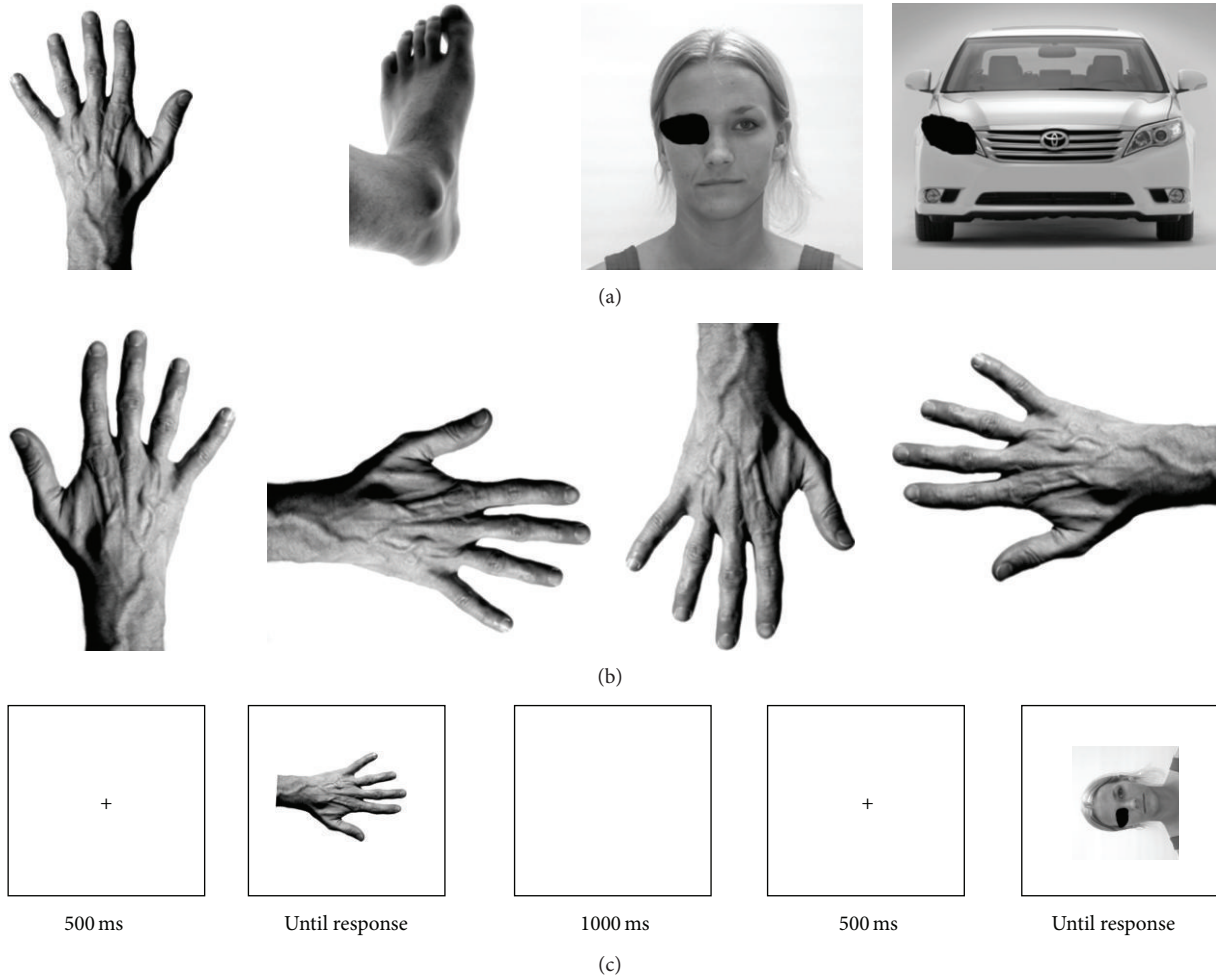 (a)
(b)
+
+
500 ms
Until response
1000 ms
500 ms
Until response
(c)